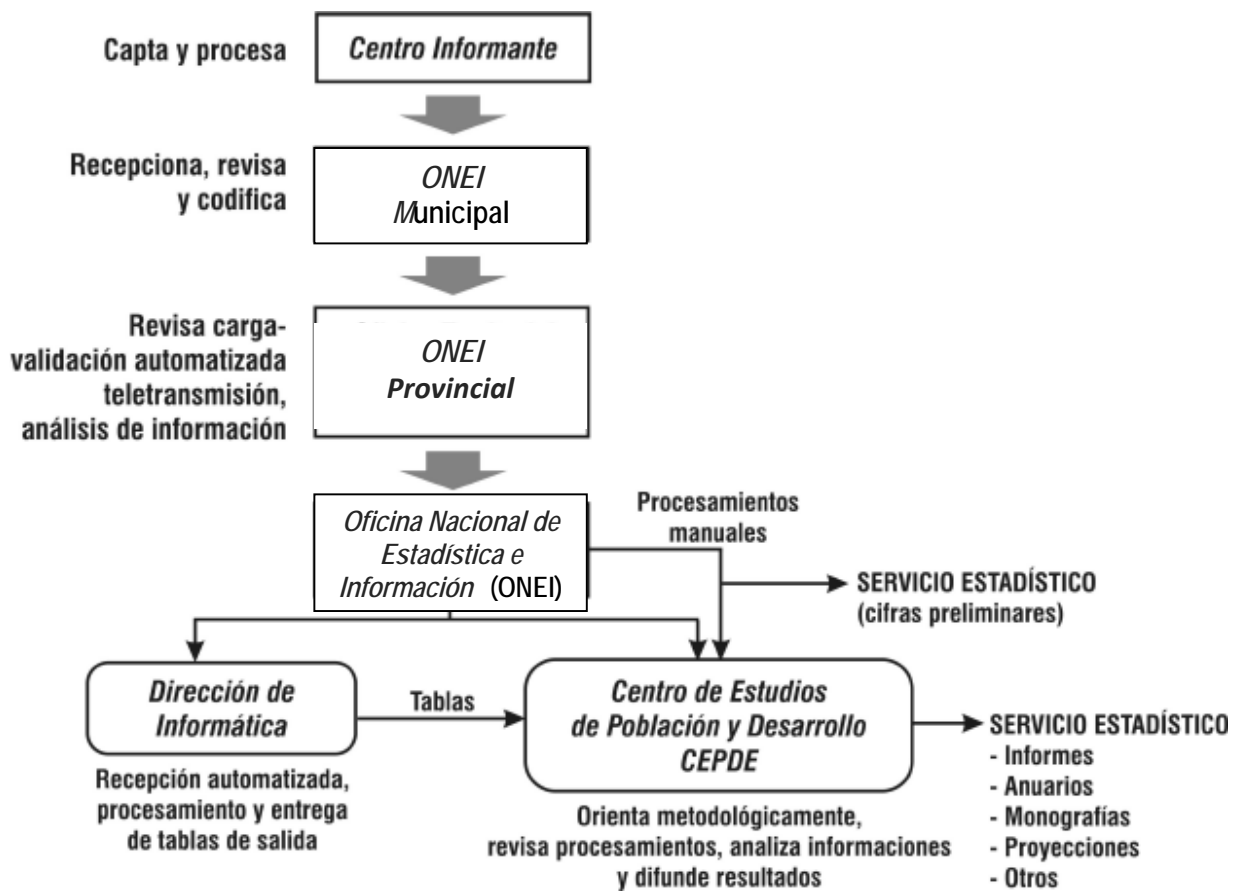 Capta y procesa
Centro Informante
Recepciona, revisa
y codifica
ONEI
Municipal
Revisa carga-
validación automatizada
teletransmisión,
análisis de información
ONEI
Provincial
Oficina Nacional de
Estadística e
Información (ONEI)
Procesamientos
manuales
SERVICIO ESTADÍSTICO
(cifras preliminares)
Dirección de
Informática
Tablas
Centro de Estudios
de Población y Desarrollo
CEPDE
SERVICIO ESTADÍSTICO
- Informes
- Anuarios
- Monografías
- Proyecciones
- Otros
Recepción automatizada,
procesamiento y entrega
de tablas de salida
Orienta metodológicamente,
revisa procesamientos, analiza informaciones
y difunde resultados